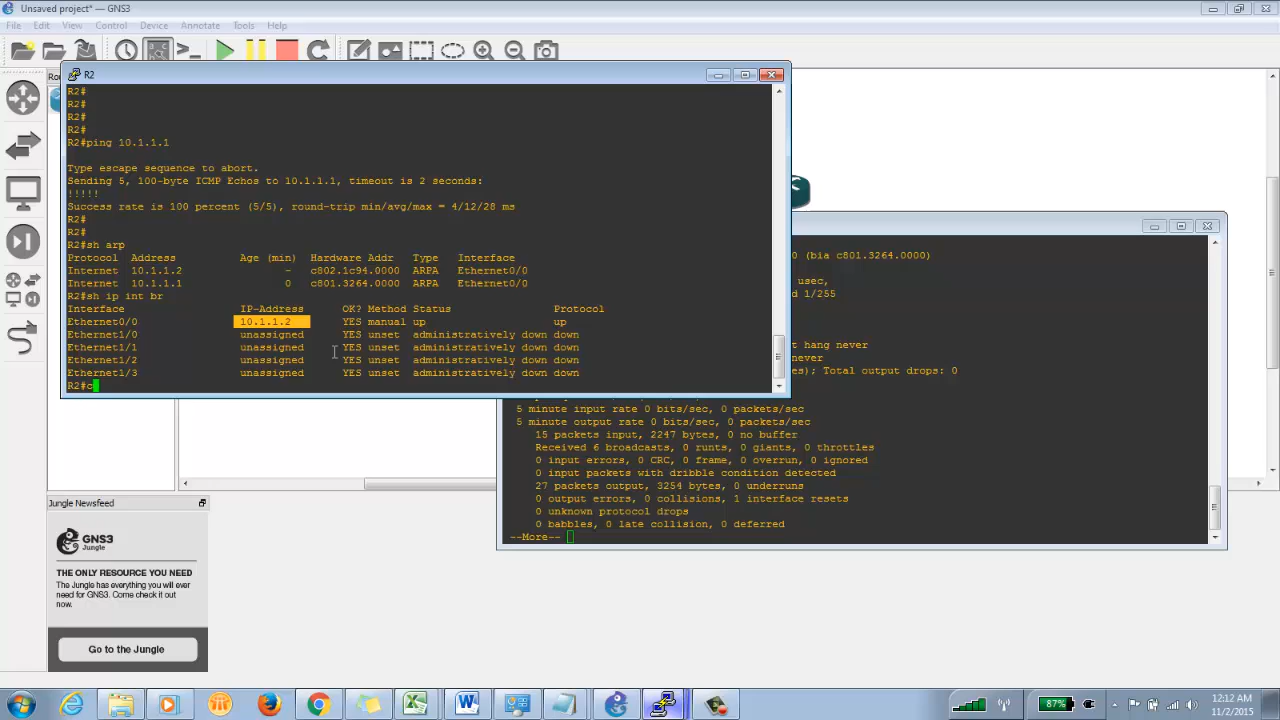 Unsaved project* — GNS3
File Edit View Control Device Annotate Tools Help
R2
R2#
R2#
R2#
R2#
R2#ping 10.1.1.1
Type escape sequence to abort.
Sending 5, 100-byte ICMP Echos to 10.1.1.1, timeout is 2 seconds:
!!!!!
Success rate is 100 percent (5/5), round-trip min/avg/max = 4/12/28 ms
R2#
R2#
R2#sh arp
Protocol Address Age (min) Hardware Addr Type Interface
Internet 10.1.1.2 - c802.1c94.0000 ARPA Ethernet0/0
Internet 10.1.1.1 0 c801.3264.0000 ARPA Ethernet0/0
R2#sh ip int br
Interface IP-Address OK? Method Status Protocol
Ethernet0/0 10.1.1.2 YES manual up up
Ethernet1/0 unassigned YES unset administratively down down
Ethernet1/1 unassigned YES unset administratively down down
Ethernet1/2 unassigned YES unset administratively down down
Ethernet1/3 unassigned YES unset administratively down down
R2#c
(bia c801.3264.0000)
usec,
d 1/255
t hang never
never
es); Total output drops: 0
5 minute input rate 0 bits/sec, 0 packets/sec
5 minute output rate 0 bits/sec, 0 packets/sec
15 packets input, 2247 bytes, 0 no buffer
Received 6 broadcasts, 0 runts, 0 giants, 0 throttles
0 input errors, 0 CRC, 0 frame, 0 overrun, 0 ignored
0 input packets with dribble condition detected
27 packets output, 3254 bytes, 0 underruns
0 output errors, 0 collisions, 1 interface resets
0 unknown protocol drops
0 babbles, 0 late collision, 0 deferred
--More--
Jungle Newsfeed
GNS3
Jungle
THE ONLY RESOURCE YOU NEED
The Jungle has everything you will ever
need for GNS3. Come check it out
now.
Go to the Jungle
87%
12:12 AM
11/2/2015